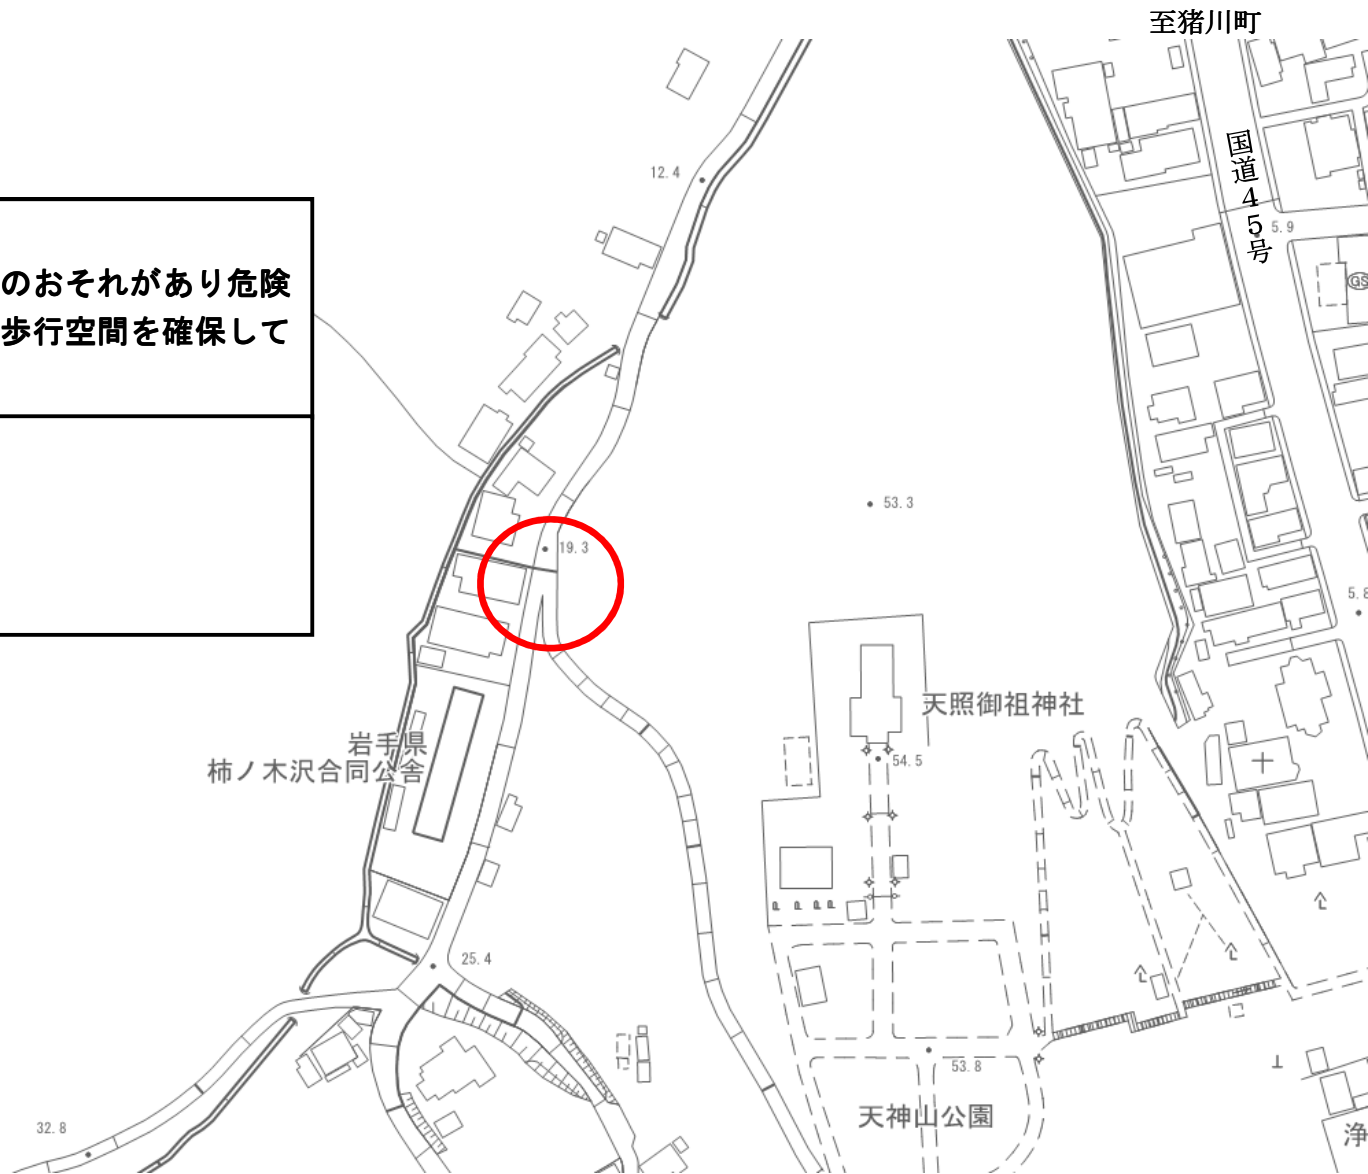 至猪川町
国道45号
12.4
5.9
GS
のおそれがあり危険
歩行空間を確保して
53.3
19.3
5.8
天照御祖神社
岩手県
柿ノ木沢合同公舎
54.5
25.4
53.8
天神山公園
32.8
浄